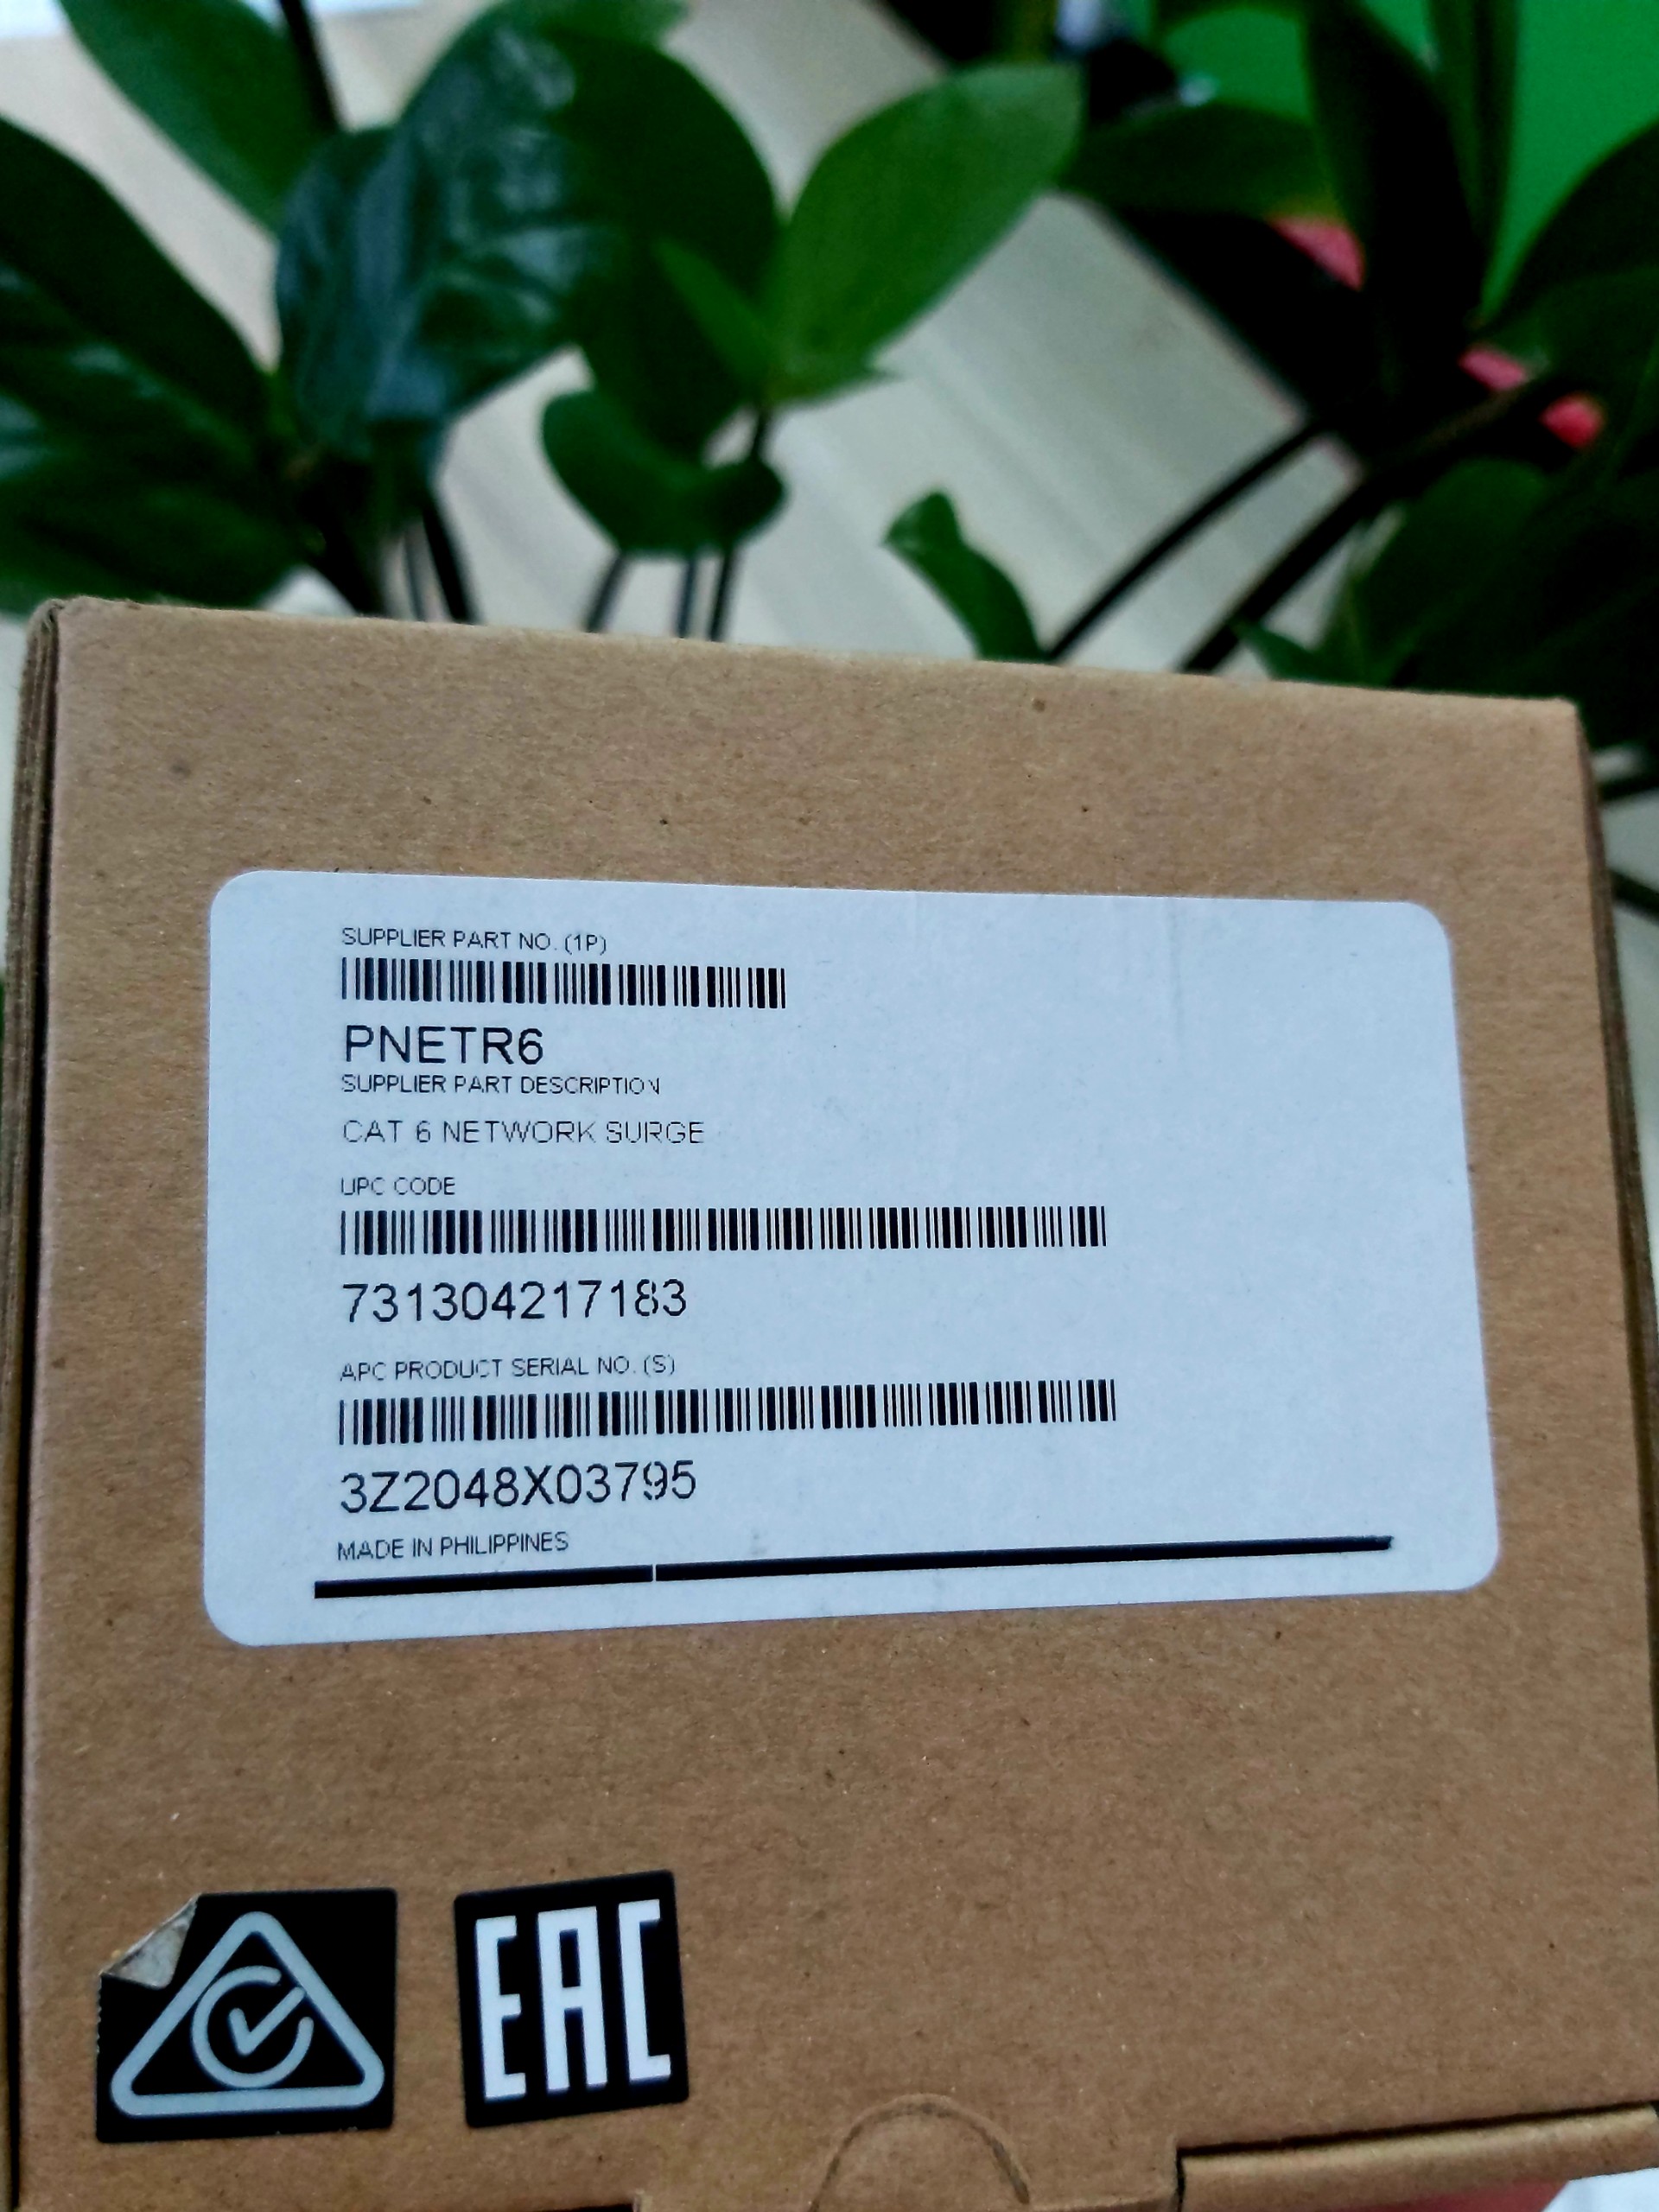 SUPPLIER PART NO. (1P)
PNETR6
SUPPLIER PART DESCRIPTION
CAT 6 NETWORK SURGE
UPC CODE
731304217183
APC PRODUCT SERIAL NO. (S)
3Z2048X03795
MADE IN PHILIPPINES
EAC